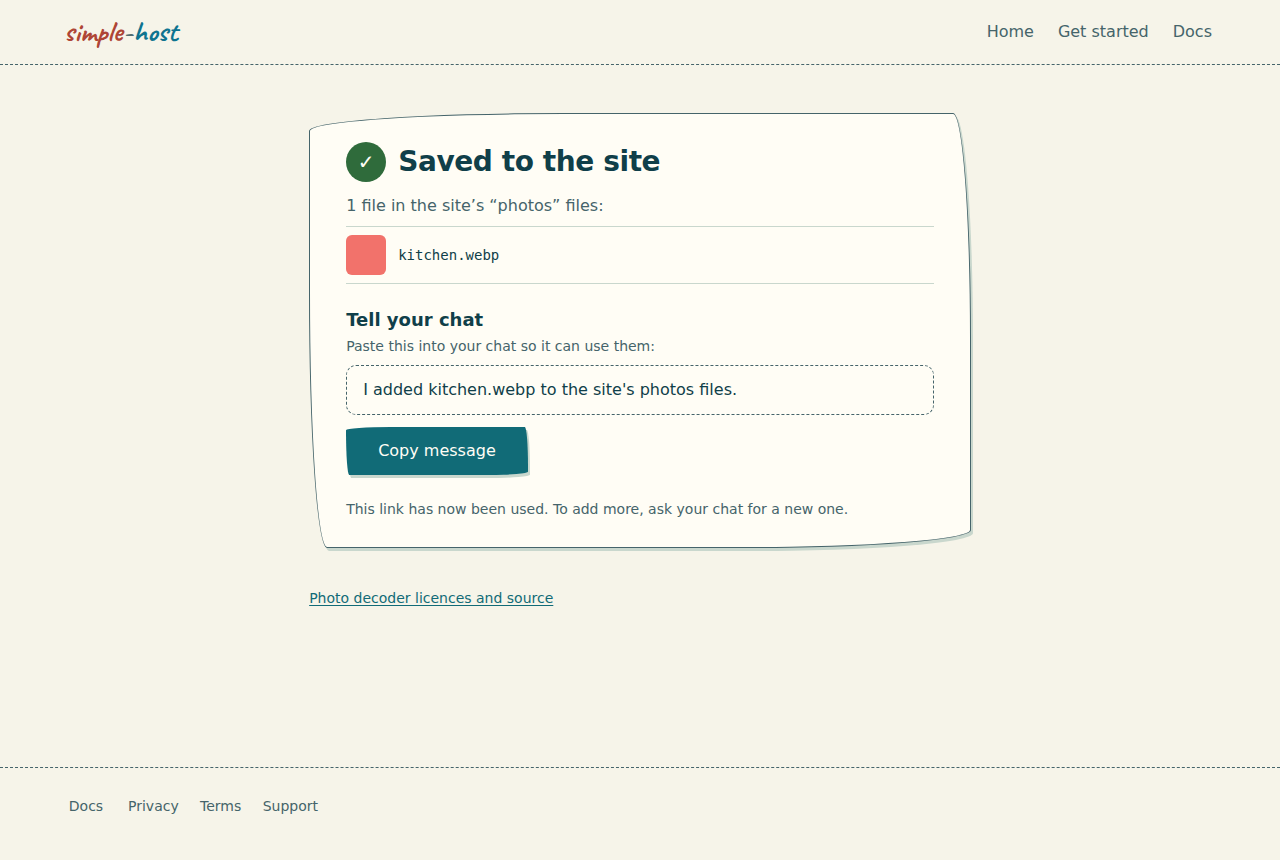 simple-host
Home Get started Docs
✓ Saved to the site
1 file in the site’s “photos” files:
kitchen.webp
Tell your chat
Paste this into your chat so it can use them:
I added kitchen.webp to the site's photos files.
Copy message
This link has now been used. To add more, ask your chat for a new one.
Photo decoder licences and source
Docs Privacy Terms Support